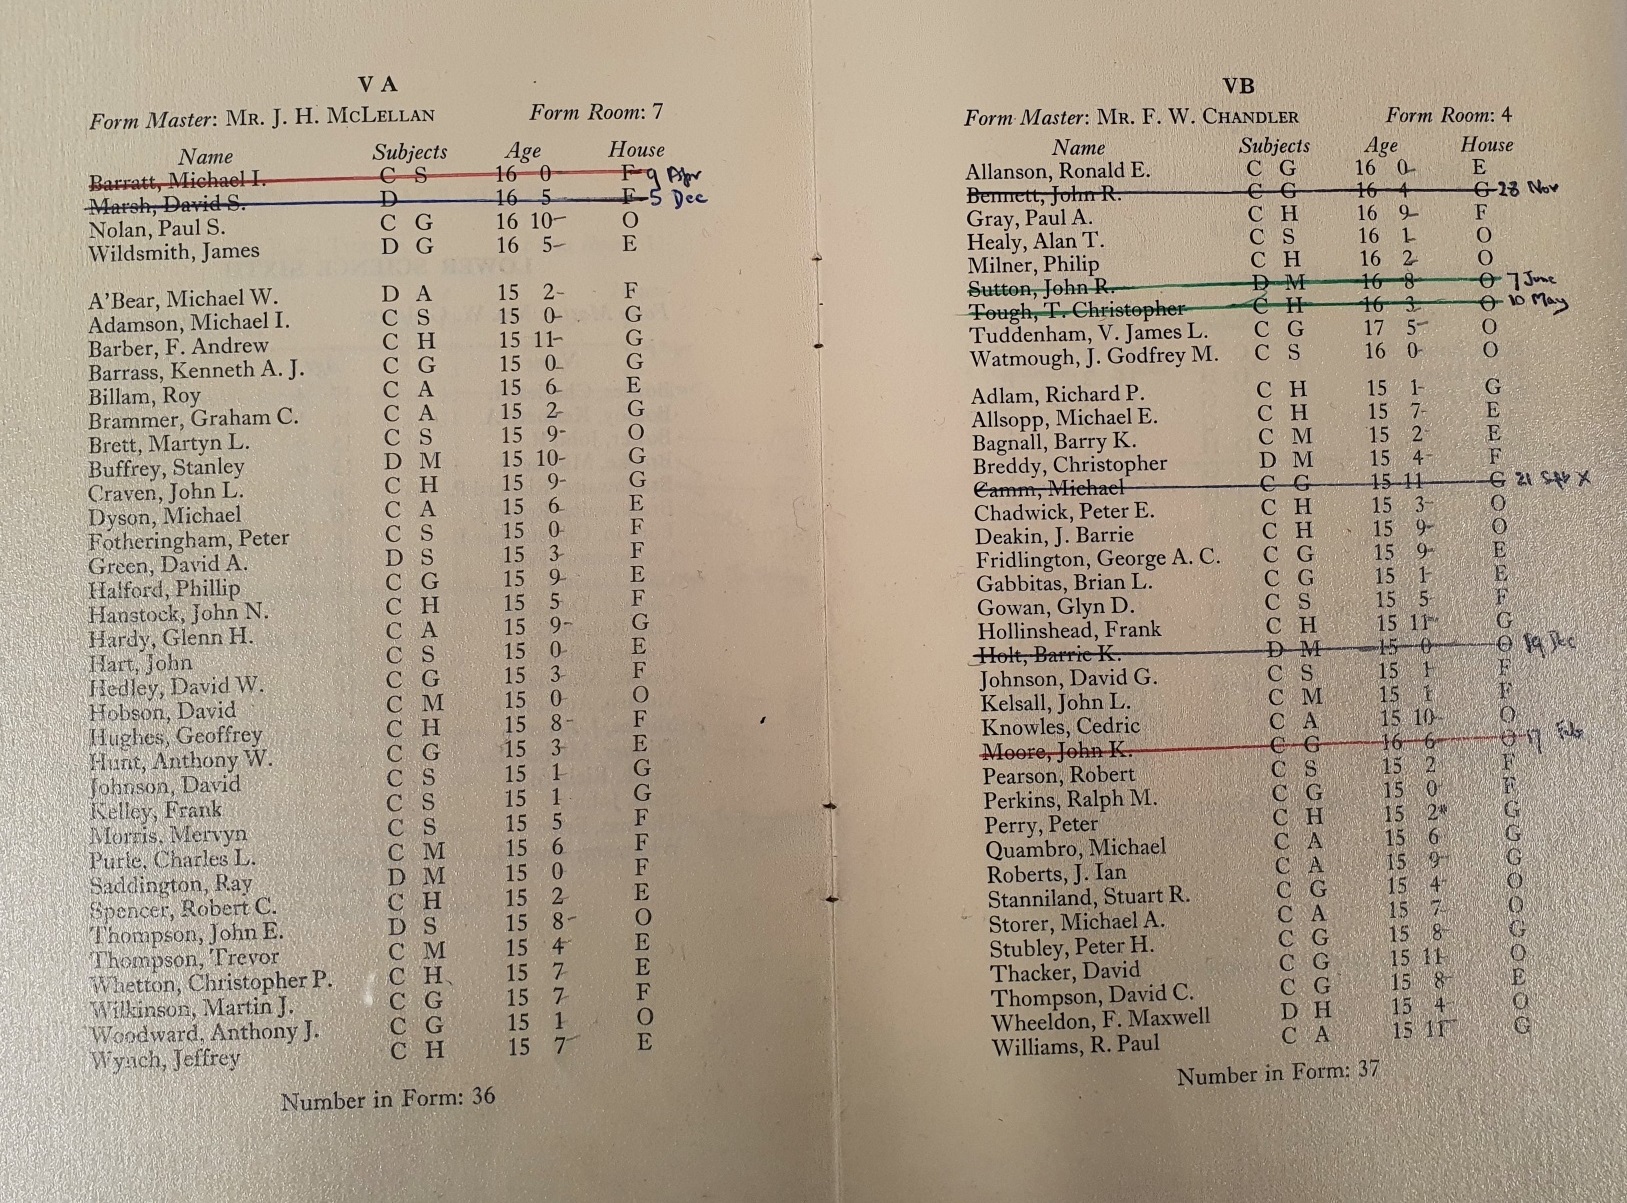 V A
Form Master: MR. J. H. MCLELLAN Form Room: 7
Name Subjects Age House
Barratt, Michael I. C S 16 0 F 9 Apr
Marsh, David S. D 16 5 F 5 Dec
Nolan, Paul S. C G 16 10 O
Wildsmith, James D G 16 5 E
A'Bear, Michael W. D A 15 2 F
Adamson, Michael I. C S 15 0 G
Barber, F. Andrew C H 15 11 G
Barrass, Kenneth A. J. C G 15 0 G
Billam, Roy C A 15 6 E
Brammer, Graham C. C A 15 2 G
Brett, Martyn L. C S 15 9 O
Buffrey, Stanley D M 15 10 G
Craven, John L. C H 15 9 G
Dyson, Michael C A 15 6 E
Fotheringham, Peter C S 15 0 F
Green, David A. D S 15 3 F
Halford, Phillip C G 15 9 E
Hanstock, John N. C H 15 5 F
Hardy, Glenn H. C A 15 9 G
Hart, John C S 15 0 E
Hedley, David W. C G 15 3 F
Hobson, David C M 15 0 O
Hughes, Geoffrey C H 15 8 F
Hunt, Anthony W. C G 15 3 E
Johnson, David C S 15 1 G
Kelley, Frank C S 15 1 G
Morris, Mervyn C S 15 5 F
Purle, Charles L. C M 15 6 F
Saddington, Ray D M 15 0 F
Spencer, Robert C. C H 15 2 E
Thompson, John E. D S 15 8 O
Thompson, Trevor C M 15 4 E
Whetton, Christopher P. C H 15 7 E
Wilkinson, Martin J. C G 15 7 F
Woodward, Anthony J. C G 15 1 O
Wynch, Jeffrey C H 15 7 E
Number in Form: 36
VB
Form Master: MR. F. W. CHANDLER Form Room: 4
Name Subjects Age House
Allanson, Ronald E. C G 16 0 E
Bennett, John R. C G 16 4 G 28 Nov
Gray, Paul A. C H 16 9 F
Healy, Alan T. C S 16 1 O
Milner, Philip C H 16 2 O
Sutton, John R. D M 16 8 O 7 June
Tough, T. Christopher C H 16 3 O 10 May
Tuddenham, V. James L. C G 17 5 O
Watmough, J. Godfrey M. C S 16 0 O
Adlam, Richard P. C H 15 1 G
Allsopp, Michael E. C H 15 7 E
Bagnall, Barry K. C M 15 2 E
Breddy, Christopher D M 15 4 F
Camm, Michael C G 15 11 G 21 Sept X
Chadwick, Peter E. C H 15 3 O
Deakin, J. Barrie C H 15 9 O
Fridlington, George A. C. C G 15 9 E
Gabbitas, Brian L. C G 15 1 E
Gowan, Glyn D. C S 15 5 F
Hollinshead, Frank C H 15 11 G
Holt, Barrie K. D M 15 0 O 19 Dec
Johnson, David G. C S 15 1 F
Kelsall, John L. C M 15 1 F
Knowles, Cedric C A 15 10 O
Moore, John K. C G 16 6 O 17 Feb
Pearson, Robert C S 15 2 F
Perkins, Ralph M. C G 15 0 F
Perry, Peter C H 15 2 G
Quambro, Michael C A 15 6 G
Roberts, J. Ian C A 15 9 G
Stanniland, Stuart R. C G 15 4 O
Storer, Michael A. C A 15 7 O
Stubley, Peter H. C G 15 8 G
Thacker, David C G 15 11 O
Thompson, David C. C G 15 8 E
Wheeldon, F. Maxwell D H 15 4 O
Williams, R. Paul C A 15 11 G
Number in Form: 37